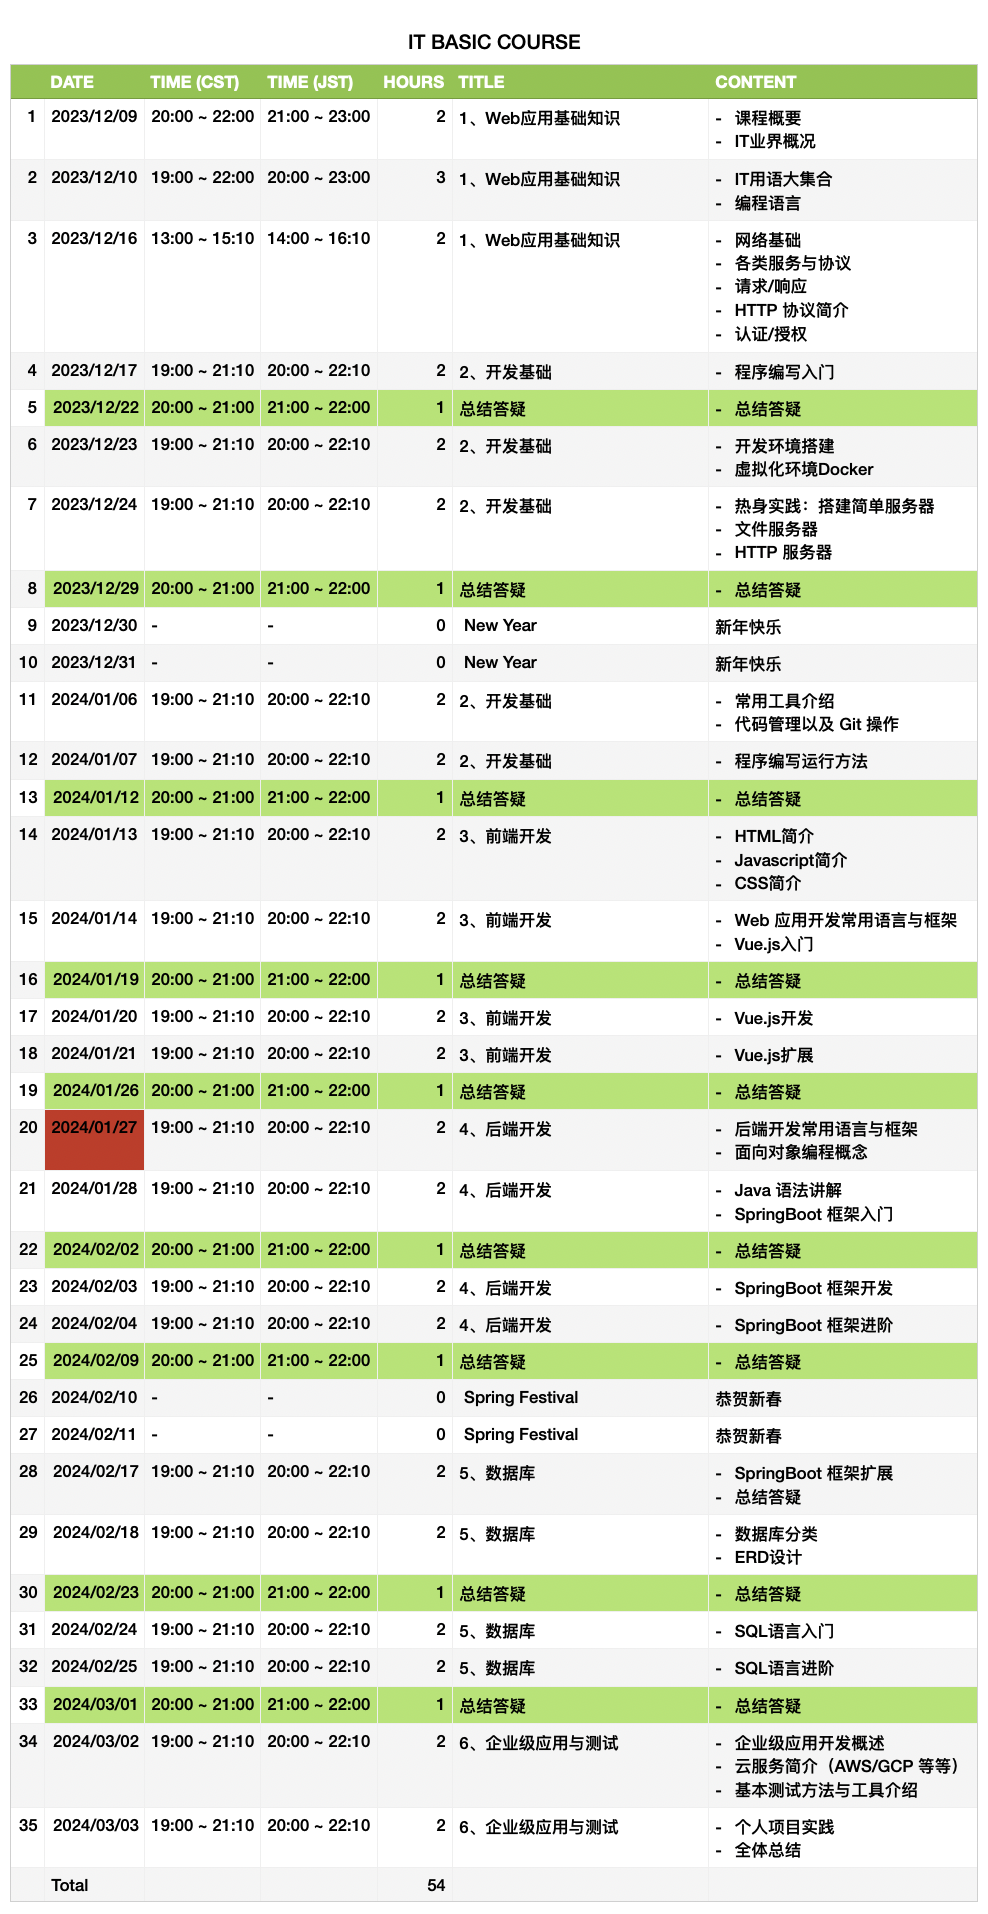 IT BASIC COURSE
DATE TIME (CST) TIME (JST) HOURS TITLE CONTENT
1 2023/12/09 20:00 ~ 22:00 21:00 ~ 23:00 2 1、Web应用基础知识 - 课程概要
- IT业界概况
2 2023/12/10 19:00 ~ 22:00 20:00 ~ 23:00 3 1、Web应用基础知识 - IT用语大集合
- 编程语言
3 2023/12/16 13:00 ~ 15:10 14:00 ~ 16:10 2 1、Web应用基础知识 - 网络基础
- 各类服务与协议
- 请求/响应
- HTTP 协议简介
- 认证/授权
4 2023/12/17 19:00 ~ 21:10 20:00 ~ 22:10 2 2、开发基础 - 程序编写入门
5 2023/12/22 20:00 ~ 21:00 21:00 ~ 22:00 1 总结答疑 - 总结答疑
6 2023/12/23 19:00 ~ 21:10 20:00 ~ 22:10 2 2、开发基础 - 开发环境搭建
- 虚拟化环境Docker
7 2023/12/24 19:00 ~ 21:10 20:00 ~ 22:10 2 2、开发基础 - 热身实践：搭建简单服务器
- 文件服务器
- HTTP 服务器
8 2023/12/29 20:00 ~ 21:00 21:00 ~ 22:00 1 总结答疑 - 总结答疑
9 2023/12/30 - - 0 New Year 新年快乐
10 2023/12/31 - - 0 New Year 新年快乐
11 2024/01/06 19:00 ~ 21:10 20:00 ~ 22:10 2 2、开发基础 - 常用工具介绍
- 代码管理以及 Git 操作
12 2024/01/07 19:00 ~ 21:10 20:00 ~ 22:10 2 2、开发基础 - 程序编写运行方法
13 2024/01/12 20:00 ~ 21:00 21:00 ~ 22:00 1 总结答疑 - 总结答疑
14 2024/01/13 19:00 ~ 21:10 20:00 ~ 22:10 2 3、前端开发 - HTML简介
- Javascript简介
- CSS简介
15 2024/01/14 19:00 ~ 21:10 20:00 ~ 22:10 2 3、前端开发 - Web 应用开发常用语言与框架
- Vue.js入门
16 2024/01/19 20:00 ~ 21:00 21:00 ~ 22:00 1 总结答疑 - 总结答疑
17 2024/01/20 19:00 ~ 21:10 20:00 ~ 22:10 2 3、前端开发 - Vue.js开发
18 2024/01/21 19:00 ~ 21:10 20:00 ~ 22:10 2 3、前端开发 - Vue.js扩展
19 2024/01/26 20:00 ~ 21:00 21:00 ~ 22:00 1 总结答疑 - 总结答疑
20 2024/01/27 19:00 ~ 21:10 20:00 ~ 22:10 2 4、后端开发 - 后端开发常用语言与框架
- 面向对象编程概念
21 2024/01/28 19:00 ~ 21:10 20:00 ~ 22:10 2 4、后端开发 - Java 语法讲解
- SpringBoot 框架入门
22 2024/02/02 20:00 ~ 21:00 21:00 ~ 22:00 1 总结答疑 - 总结答疑
23 2024/02/03 19:00 ~ 21:10 20:00 ~ 22:10 2 4、后端开发 - SpringBoot 框架开发
24 2024/02/04 19:00 ~ 21:10 20:00 ~ 22:10 2 4、后端开发 - SpringBoot 框架进阶
25 2024/02/09 20:00 ~ 21:00 21:00 ~ 22:00 1 总结答疑 - 总结答疑
26 2024/02/10 - - 0 Spring Festival 恭贺新春
27 2024/02/11 - - 0 Spring Festival 恭贺新春
28 2024/02/17 19:00 ~ 21:10 20:00 ~ 22:10 2 5、数据库 - SpringBoot 框架扩展
- 总结答疑
29 2024/02/18 19:00 ~ 21:10 20:00 ~ 22:10 2 5、数据库 - 数据库分类
- ERD设计
30 2024/02/23 20:00 ~ 21:00 21:00 ~ 22:00 1 总结答疑 - 总结答疑
31 2024/02/24 19:00 ~ 21:10 20:00 ~ 22:10 2 5、数据库 - SQL语言入门
32 2024/02/25 19:00 ~ 21:10 20:00 ~ 22:10 2 5、数据库 - SQL语言进阶
33 2024/03/01 20:00 ~ 21:00 21:00 ~ 22:00 1 总结答疑 - 总结答疑
34 2024/03/02 19:00 ~ 21:10 20:00 ~ 22:10 2 6、企业级应用与测试 - 企业级应用开发概述
- 云服务简介（AWS/GCP 等等）
- 基本测试方法与工具介绍
35 2024/03/03 19:00 ~ 21:10 20:00 ~ 22:10 2 6、企业级应用与测试 - 个人项目实践
- 全体总结
Total 54